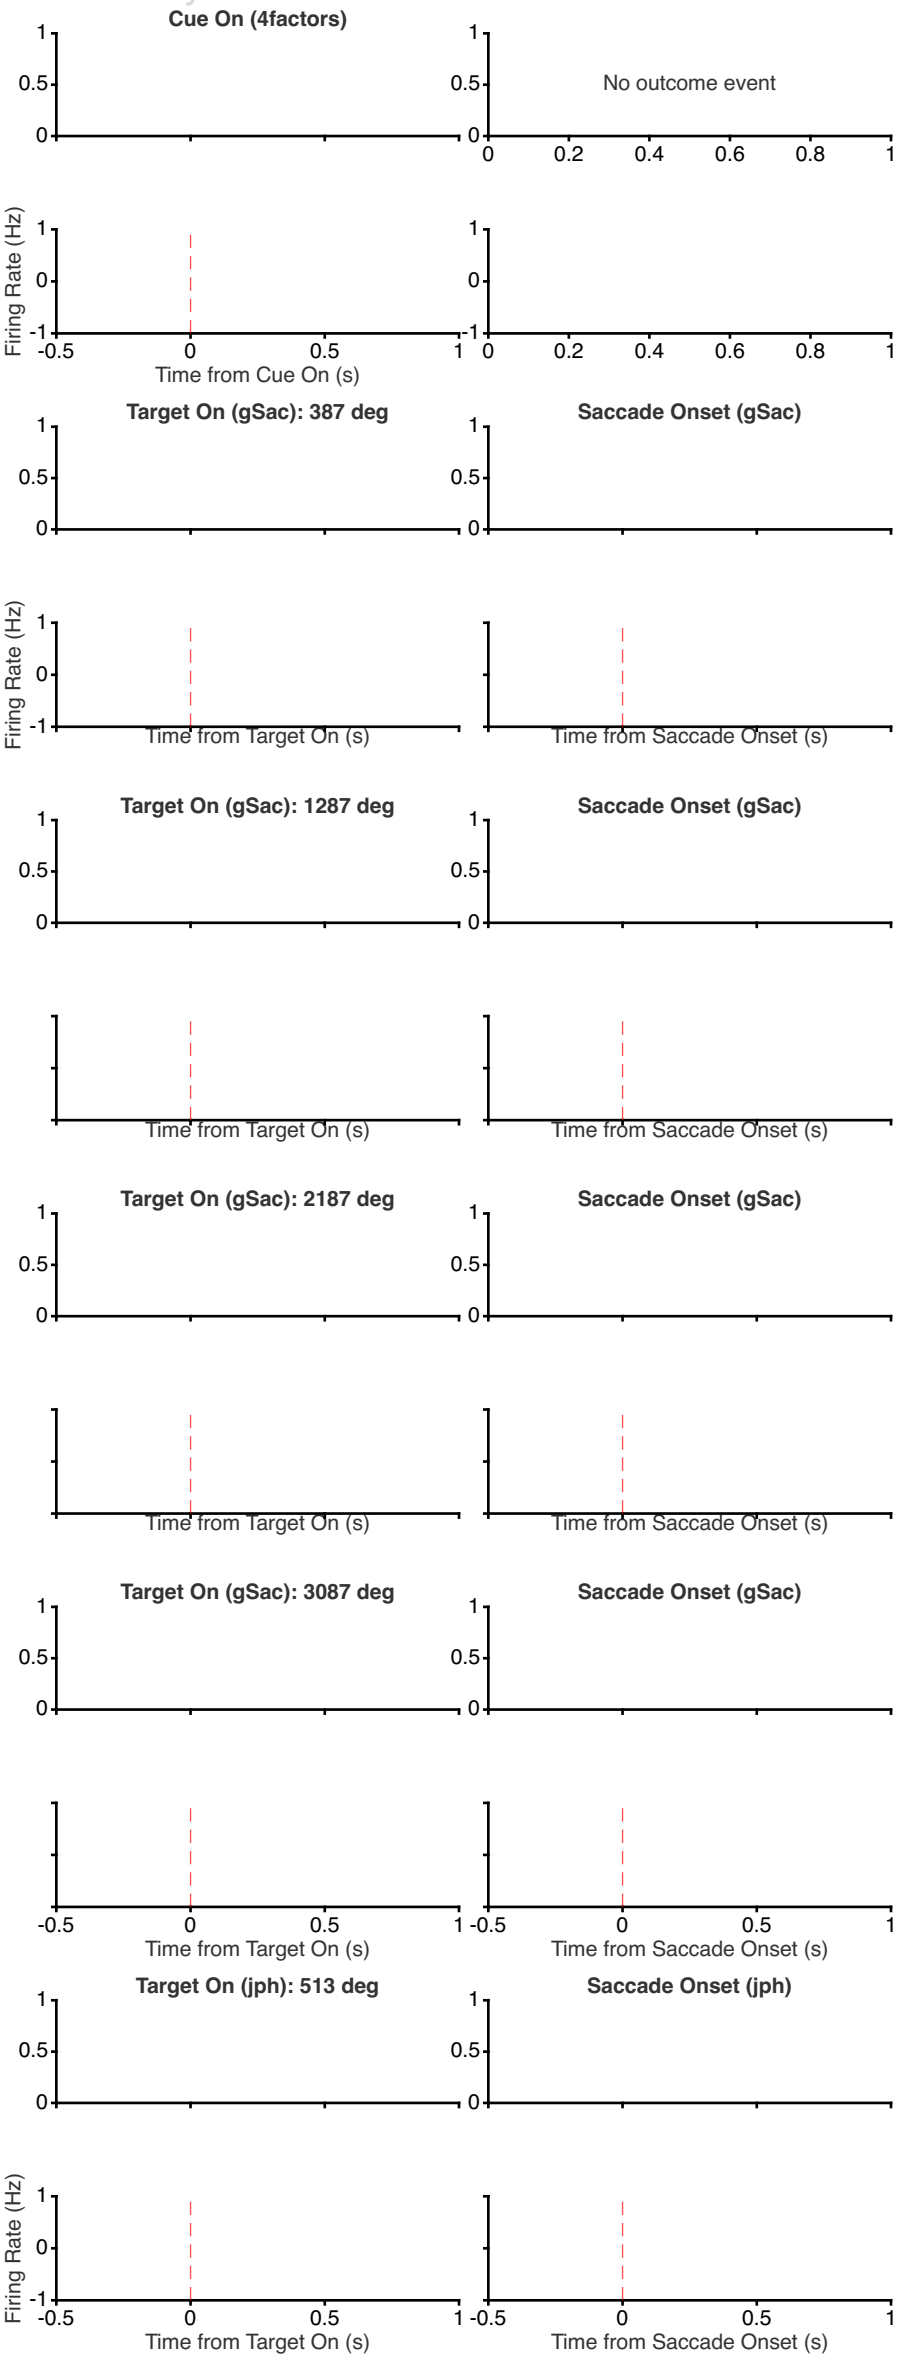 Cue On (4factors)
1
0.5
0
1
0.5
0
No outcome event
0 0.2 0.4 0.6 0.8 1
Firing Rate (Hz)
1
0
-1
-0.5 0 0.5 1
Time from Cue On (s)
1
0
-1
0 0.2 0.4 0.6 0.8 1
Target On (gSac): 387 deg
1
0.5
0
Saccade Onset (gSac)
1
0.5
0
Firing Rate (Hz)
1
0
-1
Time from Target On (s)
Time from Saccade Onset (s)
Target On (gSac): 1287 deg
1
0.5
0
Saccade Onset (gSac)
1
0.5
0
Time from Target On (s)
Time from Saccade Onset (s)
Target On (gSac): 2187 deg
1
0.5
0
Saccade Onset (gSac)
1
0.5
0
Time from Target On (s)
Time from Saccade Onset (s)
Target On (gSac): 3087 deg
1
0.5
0
Saccade Onset (gSac)
1
0.5
0
-0.5 0 0.5 1
Time from Target On (s)
-0.5 0 0.5 1
Time from Saccade Onset (s)
Target On (jph): 513 deg
1
0.5
0
Saccade Onset (jph)
1
0.5
0
Firing Rate (Hz)
1
0
-1
-0.5 0 0.5 1
Time from Target On (s)
-0.5 0 0.5 1
Time from Saccade Onset (s)